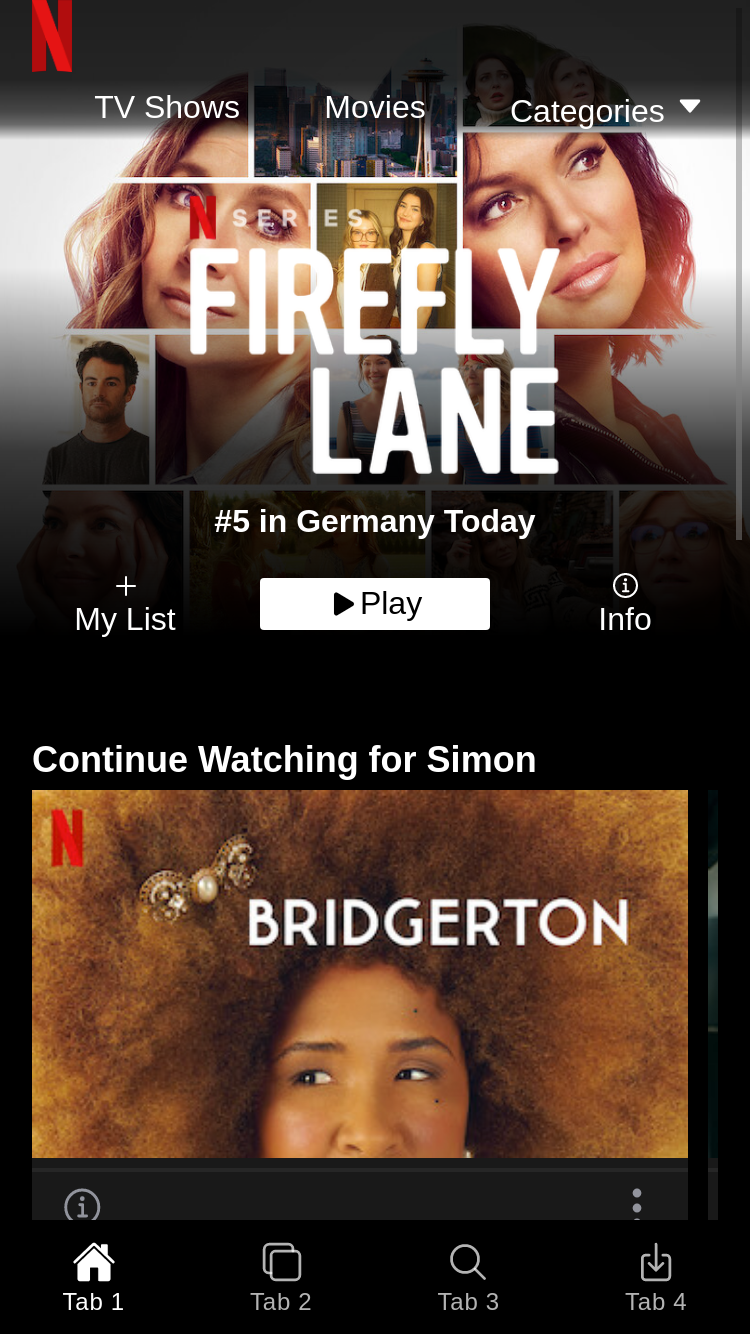 TV Shows
Movies
Categories
N SERIES
FIREFLY
LANE
#5 in Germany Today
My List
Play
Info
Continue Watching for Simon
N
BRIDGERTON
Tab 1
Tab 2
Tab 3
Tab 4